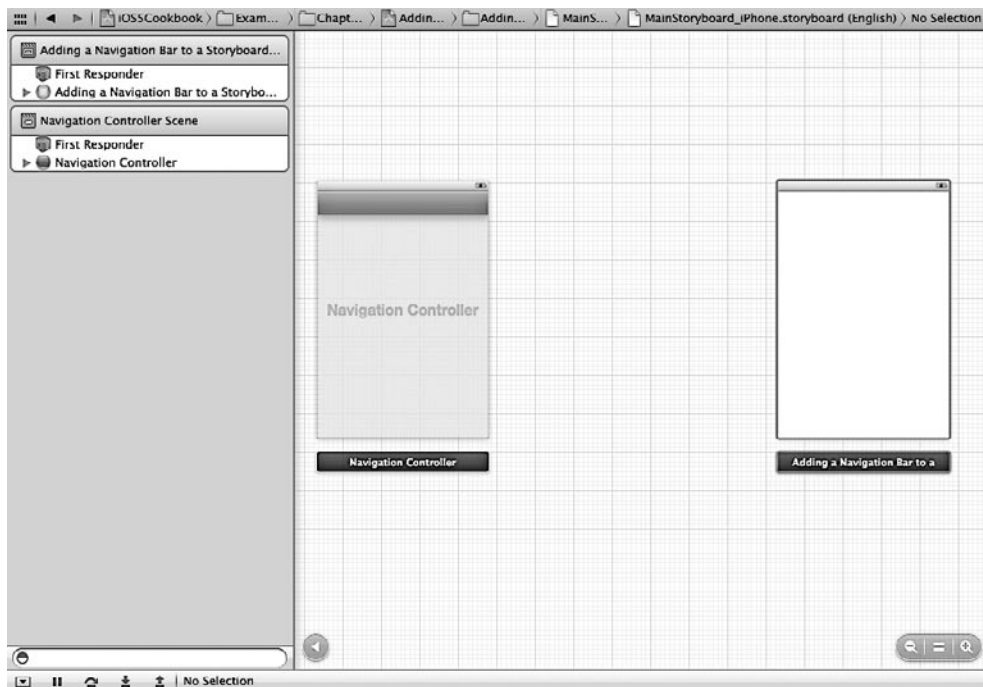 iOS5Cookbook 〉 Exam... 〉 Chapt... 〉 Addin... 〉 Addin... 〉 MainS... 〉 MainStoryboard_iPhone.storyboard (English) 〉 No Selection
Adding a Navigation Bar to a Storyboard...
First Responder
Adding a Navigation Bar to a Storybo...
Navigation Controller Scene
First Responder
Navigation Controller
Navigation Controller
Navigation Controller
Adding a Navigation Bar to a
No Selection